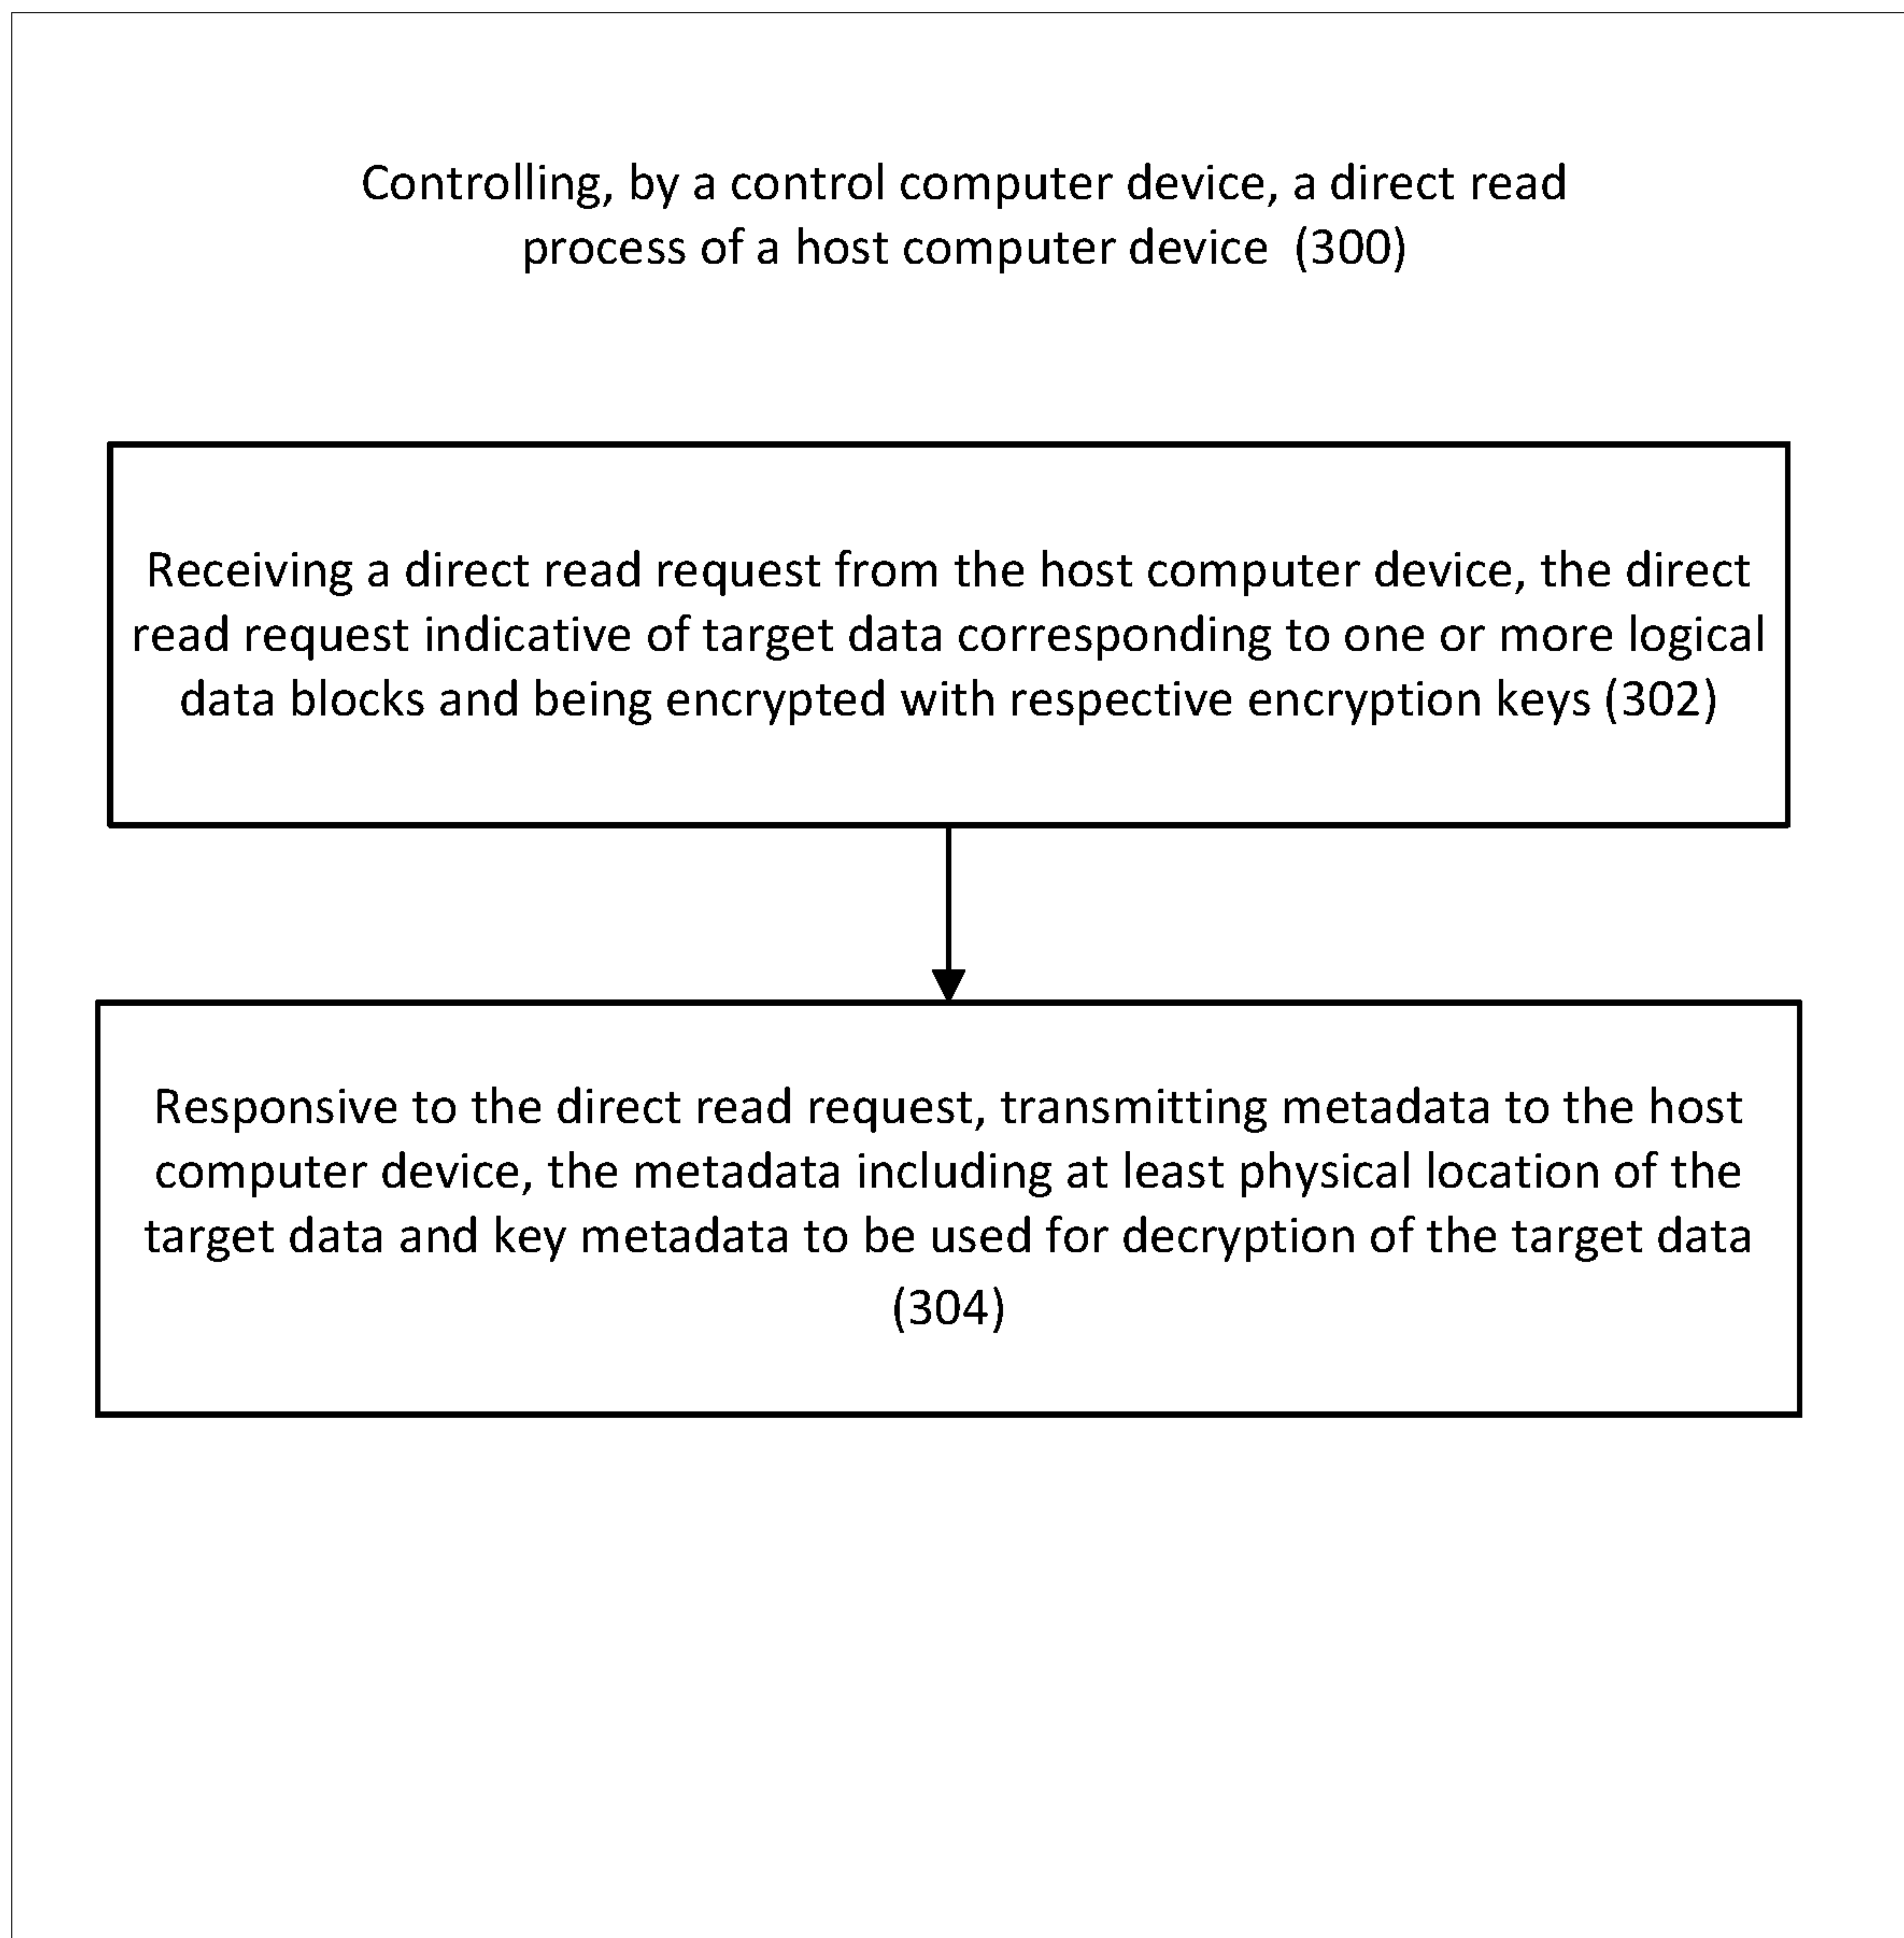 Controlling, by a control computer device, a direct read
process of a host computer device (300)
Receiving a direct read request from the host computer device, the direct
read request indicative of target data corresponding to one or more logical
data blocks and being encrypted with respective encryption keys (302)
Responsive to the direct read request, transmitting metadata to the host
computer device, the metadata including at least physical location of the
target data and key metadata to be used for decryption of the target data
(304)